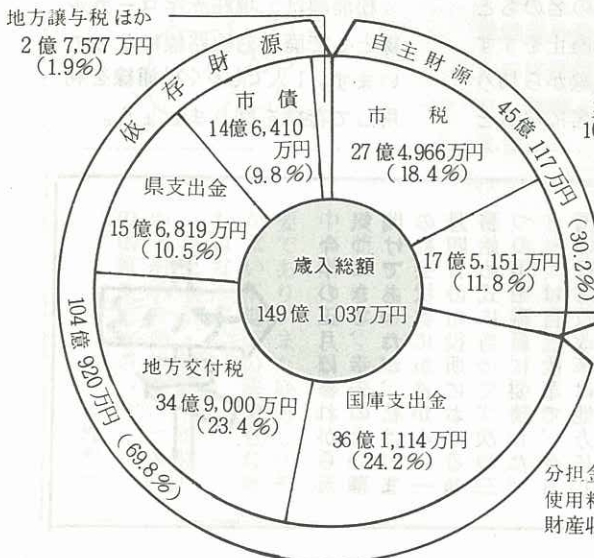 地方譲与税 ほか
2億 7,577万円
(1.9%)
依存財源
104億 920万円 (69.8%)
自主財源
45億 117万円 (30.2%)
市債
14億 6,410
万円
(9.8%)
市税
27億 4,966万円
(18.4%)
10
県支出金
15億 6,819万円
(10.5%)
歳入総額
149億 1,037万円
17億 5,151万円
(11.8%)
地方交付税
34億 9,000万円
(23.4%)
国庫支出金
36億 1,114万円
(24.2%)
分担金
使用料
財産収